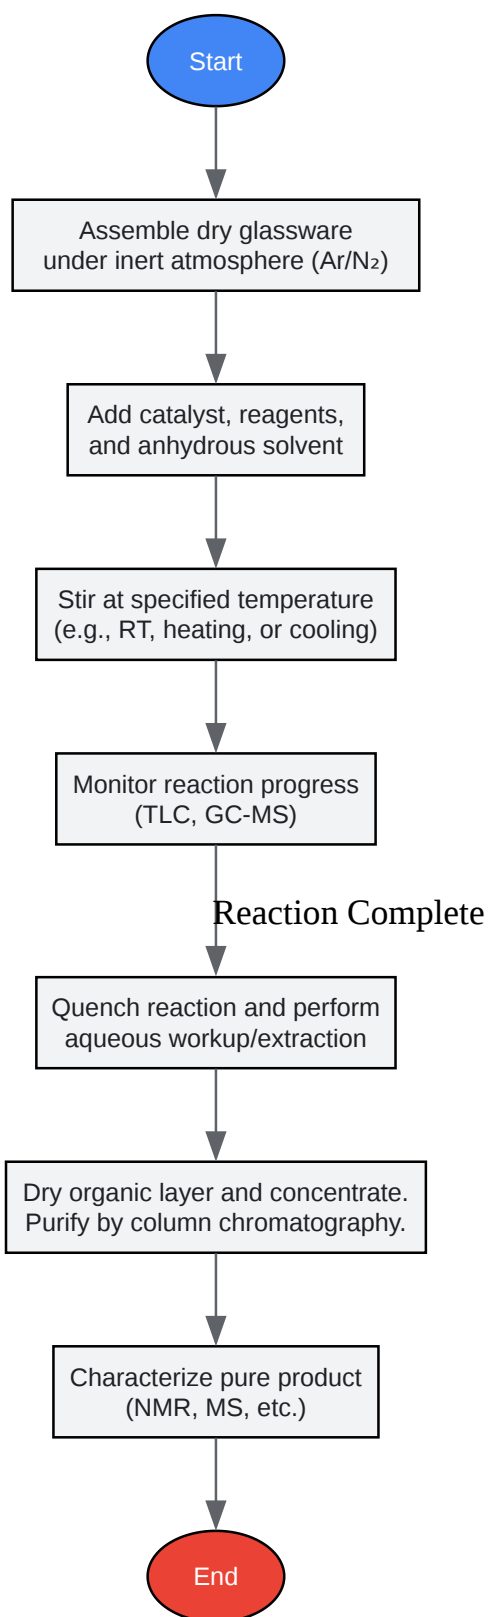 Start
Assemble dry glassware
under inert atmosphere (Ar/N₂)
Add catalyst, reagents,
and anhydrous solvent
Stir at specified temperature
(e.g., RT, heating, or cooling)
Monitor reaction progress
(TLC, GC-MS)
Reaction Complete
Quench reaction and perform
aqueous workup/extraction
Dry organic layer and concentrate.
Purify by column chromatography.
Characterize pure product
(NMR, MS, etc.)
End